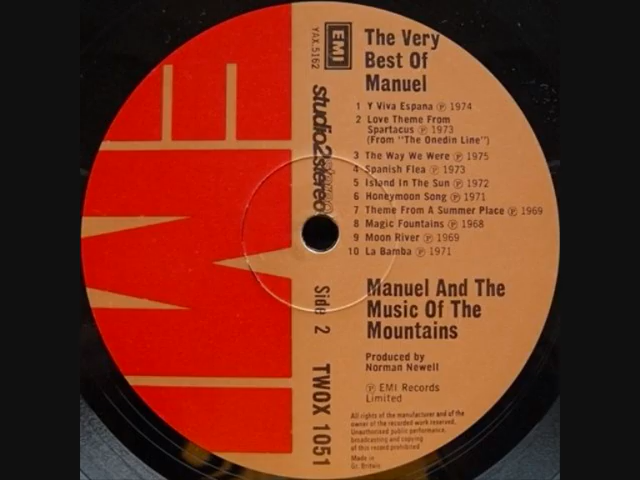 EMI
YAX.5162
The Very
Best Of
Manuel
studio2stereo
1 Y Viva Espana ℗ 1974
2 Love Theme From
Spartacus ℗ 1973
(From "The Onedin Line")
3 The Way We Were ℗ 1975
4 Spanish Flea ℗ 1973
5 Island In The Sun ℗ 1972
6 Honeymoon Song ℗ 1971
7 Theme From A Summer Place ℗ 1969
8 Magic Fountains ℗ 1968
9 Moon River ℗ 1969
10 La Bamba ℗ 1971
Side 2
TWOX 1051
Manuel And The
Music Of The
Mountains
Produced by
Norman Newell
℗ EMI Records
Limited
All rights of the manufacturer and of the
owner of the recorded work reserved.
Unauthorised public performance,
broadcasting and copying
of this record prohibited
Made in
Gt. Britain
EMI